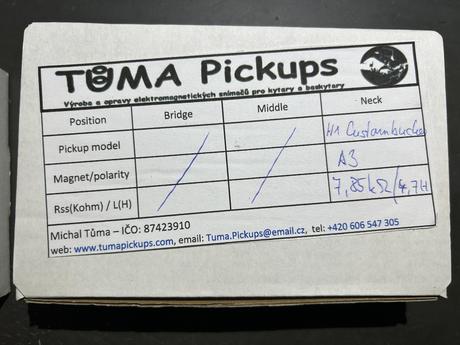 TŮMA Pickups
Výroba a opravy elektromagnetických snímačů pro kytary a baskytary
Position Bridge Middle Neck
Pickup model / / H1 Custombucker
Magnet/polarity A3
Rss(Kohm) / L(H) 7,85kΩ/4,7H
Michal Tůma – IČO: 87423910
web: www.tumapickups.com, email: Tuma.Pickups@email.cz, tel: +420 606 547 305